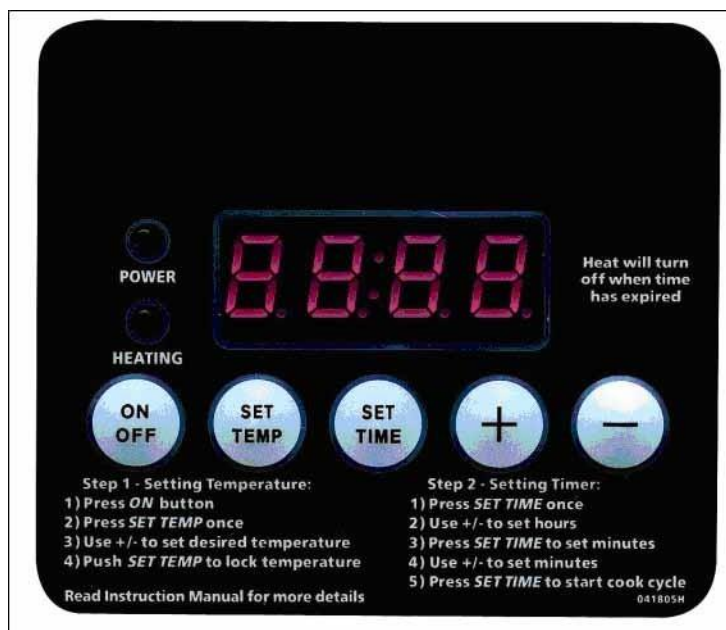 88:88
POWER
Heat will turn
off when time
has expired
HEATING
ON
OFF
SET
TEMP
SET
TIME
+
-
Step 1 - Setting Temperature:
1) Press ON button
2) Press SET TEMP once
3) Use +/- to set desired temperature
4) Push SET TEMP to lock temperature
Read Instruction Manual for more details
Step 2 - Setting Timer:
1) Press SET TIME once
2) Use +/- to set hours
3) Press SET TIME to set minutes
4) Use +/- to set minutes
5) Press SET TIME to start cook cycle
041805H